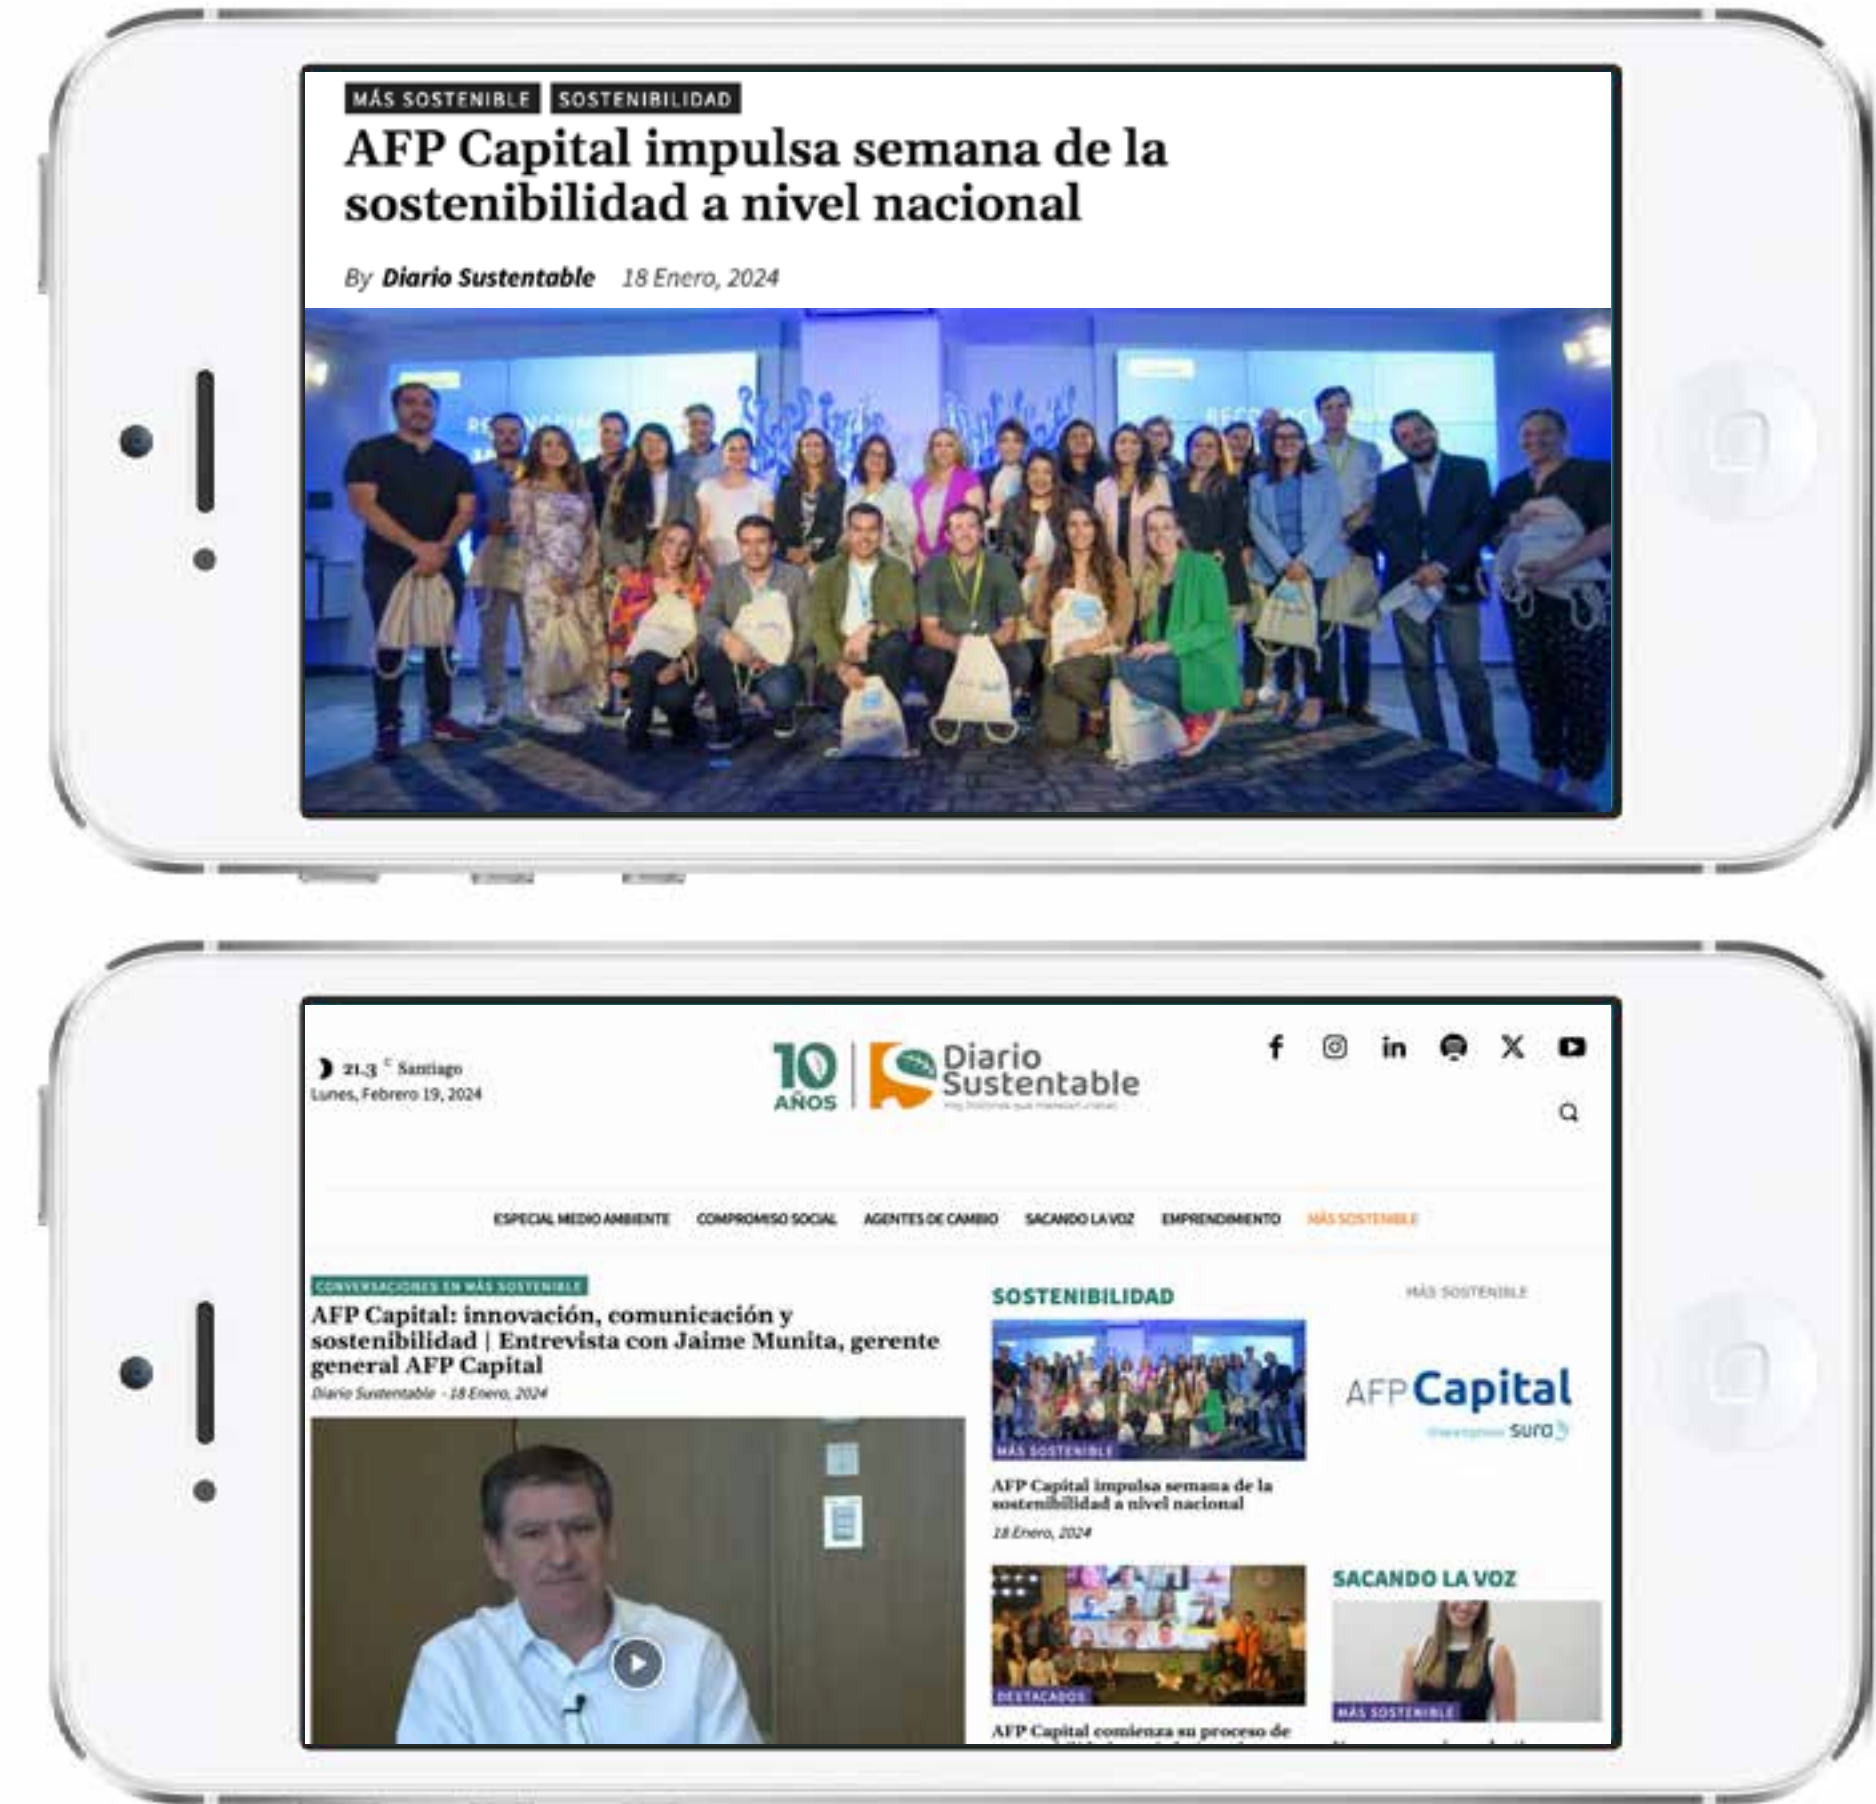 MÁS SOSTENIBLE SOSTENIBILIDAD
AFP Capital impulsa semana de la
sostenibilidad a nivel nacional
By Diario Sustentable 18 Enero, 2024
21.3 C Santiago
Lunes, Febrero 19, 2024
10
AÑOS
Diario
Sustentable
ESPECIAL MEDIO AMBIENTE COMPROMISO SOCIAL AGENTES DE CAMBIO SACANDO LA VOZ EMPRENDIMIENTO MÁS SOSTENIBLE
CONVERSACIONES EN MÁS SOSTENIBLE
AFP Capital: innovación, comunicación y
sostenibilidad | Entrevista con Jaime Munita, gerente
general AFP Capital
Diario Sustentable - 18 Enero, 2024
SOSTENIBILIDAD
MÁS SOSTENIBLE
AFP Capital impulsa semana de la
sostenibilidad a nivel nacional
18 Enero, 2024
DESTACADOS
AFP Capital comienza su proceso de
MÁS SOSTENIBLE
AFP Capital
sura
SACANDO LA VOZ
MÁS SOSTENIBLE